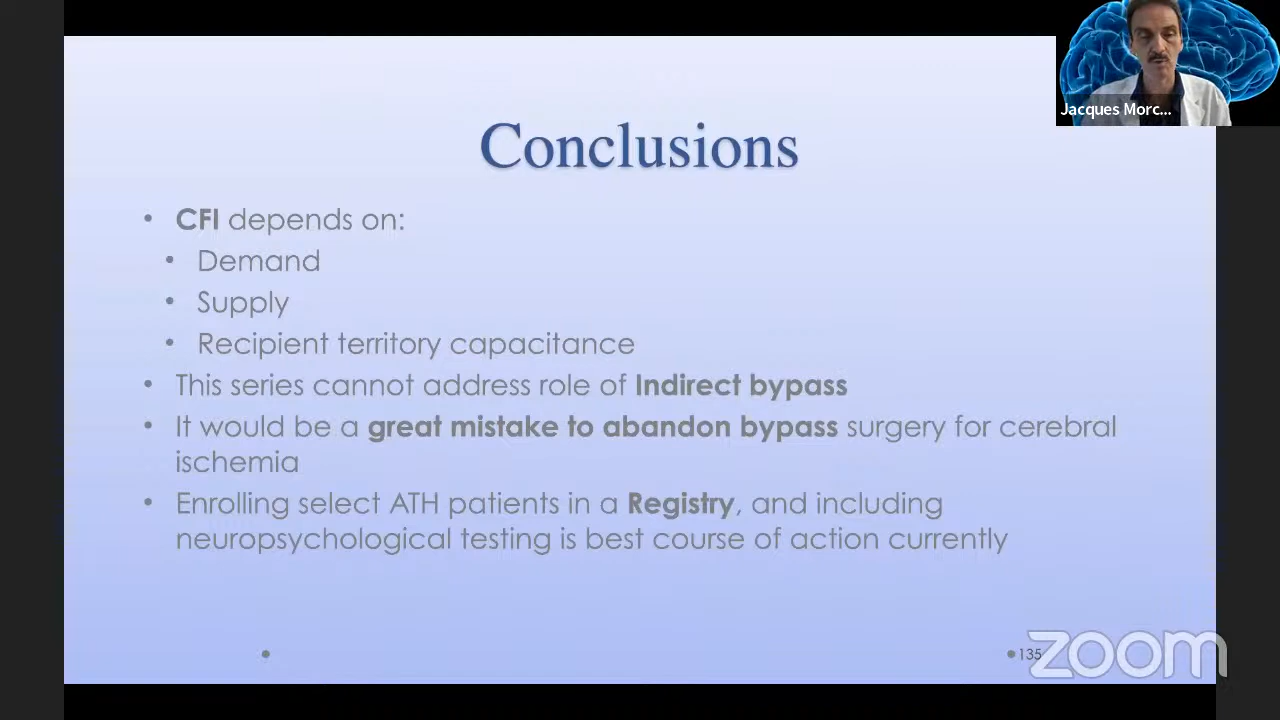 Jacques Morc...
Conclusions
• CFI depends on:
• Demand
• Supply
• Recipient territory capacitance
• This series cannot address role of Indirect bypass
• It would be a great mistake to abandon bypass surgery for cerebral
ischemia
• Enrolling select ATH patients in a Registry, and including
neuropsychological testing is best course of action currently
135
zoom